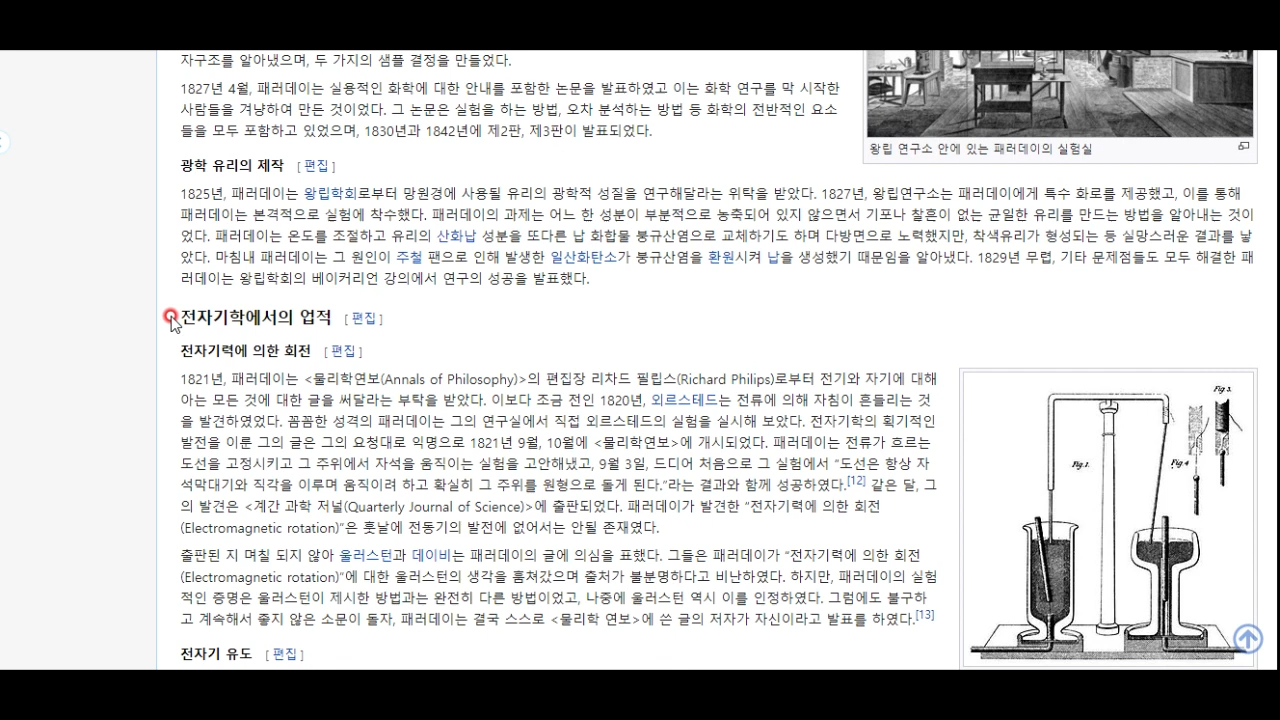 자구조를 알아냈으며, 두 가지의 샘플 결정을 만들었다.
1827년 4월, 패러데이는 실용적인 화학에 대한 안내를 포함한 논문을 발표하였고 이는 화학 연구를 막 시작한
사람들을 겨냥하여 만든 것이었다. 그 논문은 실험을 하는 방법, 오차 분석하는 방법 등 화학의 전반적인 요소
들을 모두 포함하고 있었으며, 1830년과 1842년에 제2판, 제3판이 발표되었다.
왕립 연구소 안에 있는 패러데이의 실험실
광학 유리의 제작 [ 편집 ]
1825년, 패러데이는 왕립학회로부터 망원경에 사용될 유리의 광학적 성질을 연구해달라는 위탁을 받았다. 1827년, 왕립연구소는 패러데이에게 특수 화로를 제공했고, 이를 통해
패러데이는 본격적으로 실험에 착수했다. 패러데이의 과제는 어느 한 성분이 부분적으로 농축되어 있지 않으면서 기포나 찰흔이 없는 균일한 유리를 만드는 방법을 알아내는 것이
었다. 패러데이는 온도를 조절하고 유리의 산화납 성분을 또다른 납 화합물 붕규산염으로 교체하기도 하며 다방면으로 노력했지만, 착색유리가 형성되는 등 실망스러운 결과를 낳
았다. 마침내 패러데이는 그 원인이 주철 팬으로 인해 발생한 일산화탄소가 붕규산염을 환원시켜 납을 생성했기 때문임을 알아냈다. 1829년 무렵, 기타 문제점들도 모두 해결한 패
러데이는 왕립학회의 베이커리언 강의에서 연구의 성공을 발표했다.
전자기학에서의 업적 [ 편집 ]
전자기력에 의한 회전 [ 편집 ]
1821년, 패러데이는 <물리학연보(Annals of Philosophy)>의 편집장 리차드 필립스(Richard Philips)로부터 전기와 자기에 대해
아는 모든 것에 대한 글을 써달라는 부탁을 받았다. 이보다 조금 전인 1820년, 외르스테드는 전류에 의해 자침이 흔들리는 것
을 발견하였었다. 꼼꼼한 성격의 패러데이는 그의 연구실에서 직접 외르스테드의 실험을 실시해 보았다. 전자기학의 획기적인
발전을 이룬 그의 글은 그의 요청대로 익명으로 1821년 9월, 10월에 <물리학연보>에 개시되었다. 패러데이는 전류가 흐르는
도선을 고정시키고 그 주위에서 자석을 움직이는 실험을 고안해냈고, 9월 3일, 드디어 처음으로 그 실험에서 “도선은 항상 자
석막대기와 직각을 이루며 움직이려 하고 확실히 그 주위를 원형으로 돌게 된다.”라는 결과와 함께 성공하였다.[12] 같은 달, 그
의 발견은 <계간 과학 저널(Quarterly Journal of Science)>에 출판되었다. 패러데이가 발견한 “전자기력에 의한 회전
(Electromagnetic rotation)”은 훗날에 전동기의 발전에 없어서는 안될 존재였다.
출판된 지 며칠 되지 않아 울러스턴과 데이비는 패러데이의 글에 의심을 표했다. 그들은 패러데이가 “전자기력에 의한 회전
(Electromagnetic rotation)”에 대한 울러스턴의 생각을 훔쳐갔으며 출처가 불분명하다고 비난하였다. 하지만, 패러데이의 실험
적인 증명은 울러스턴이 제시한 방법과는 완전히 다른 방법이었고, 나중에 울러스턴 역시 이를 인정하였다. 그럼에도 불구하
고 계속해서 좋지 않은 소문이 돌자, 패러데이는 결국 스스로 <물리학 연보>에 쓴 글의 저자가 자신이라고 발표를 하였다.[13]
Fig 3.
Fig.1.
Fig 4
전자기 유도 [ 편집 ]